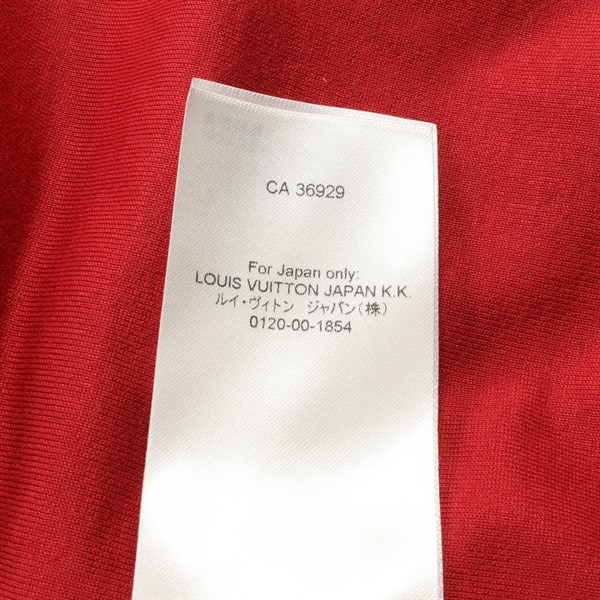 CA 36929
For Japan only:
LOUIS VUITTON JAPAN K.K.
ルイ・ヴィトン ジャパン(株)
0120-00-1854